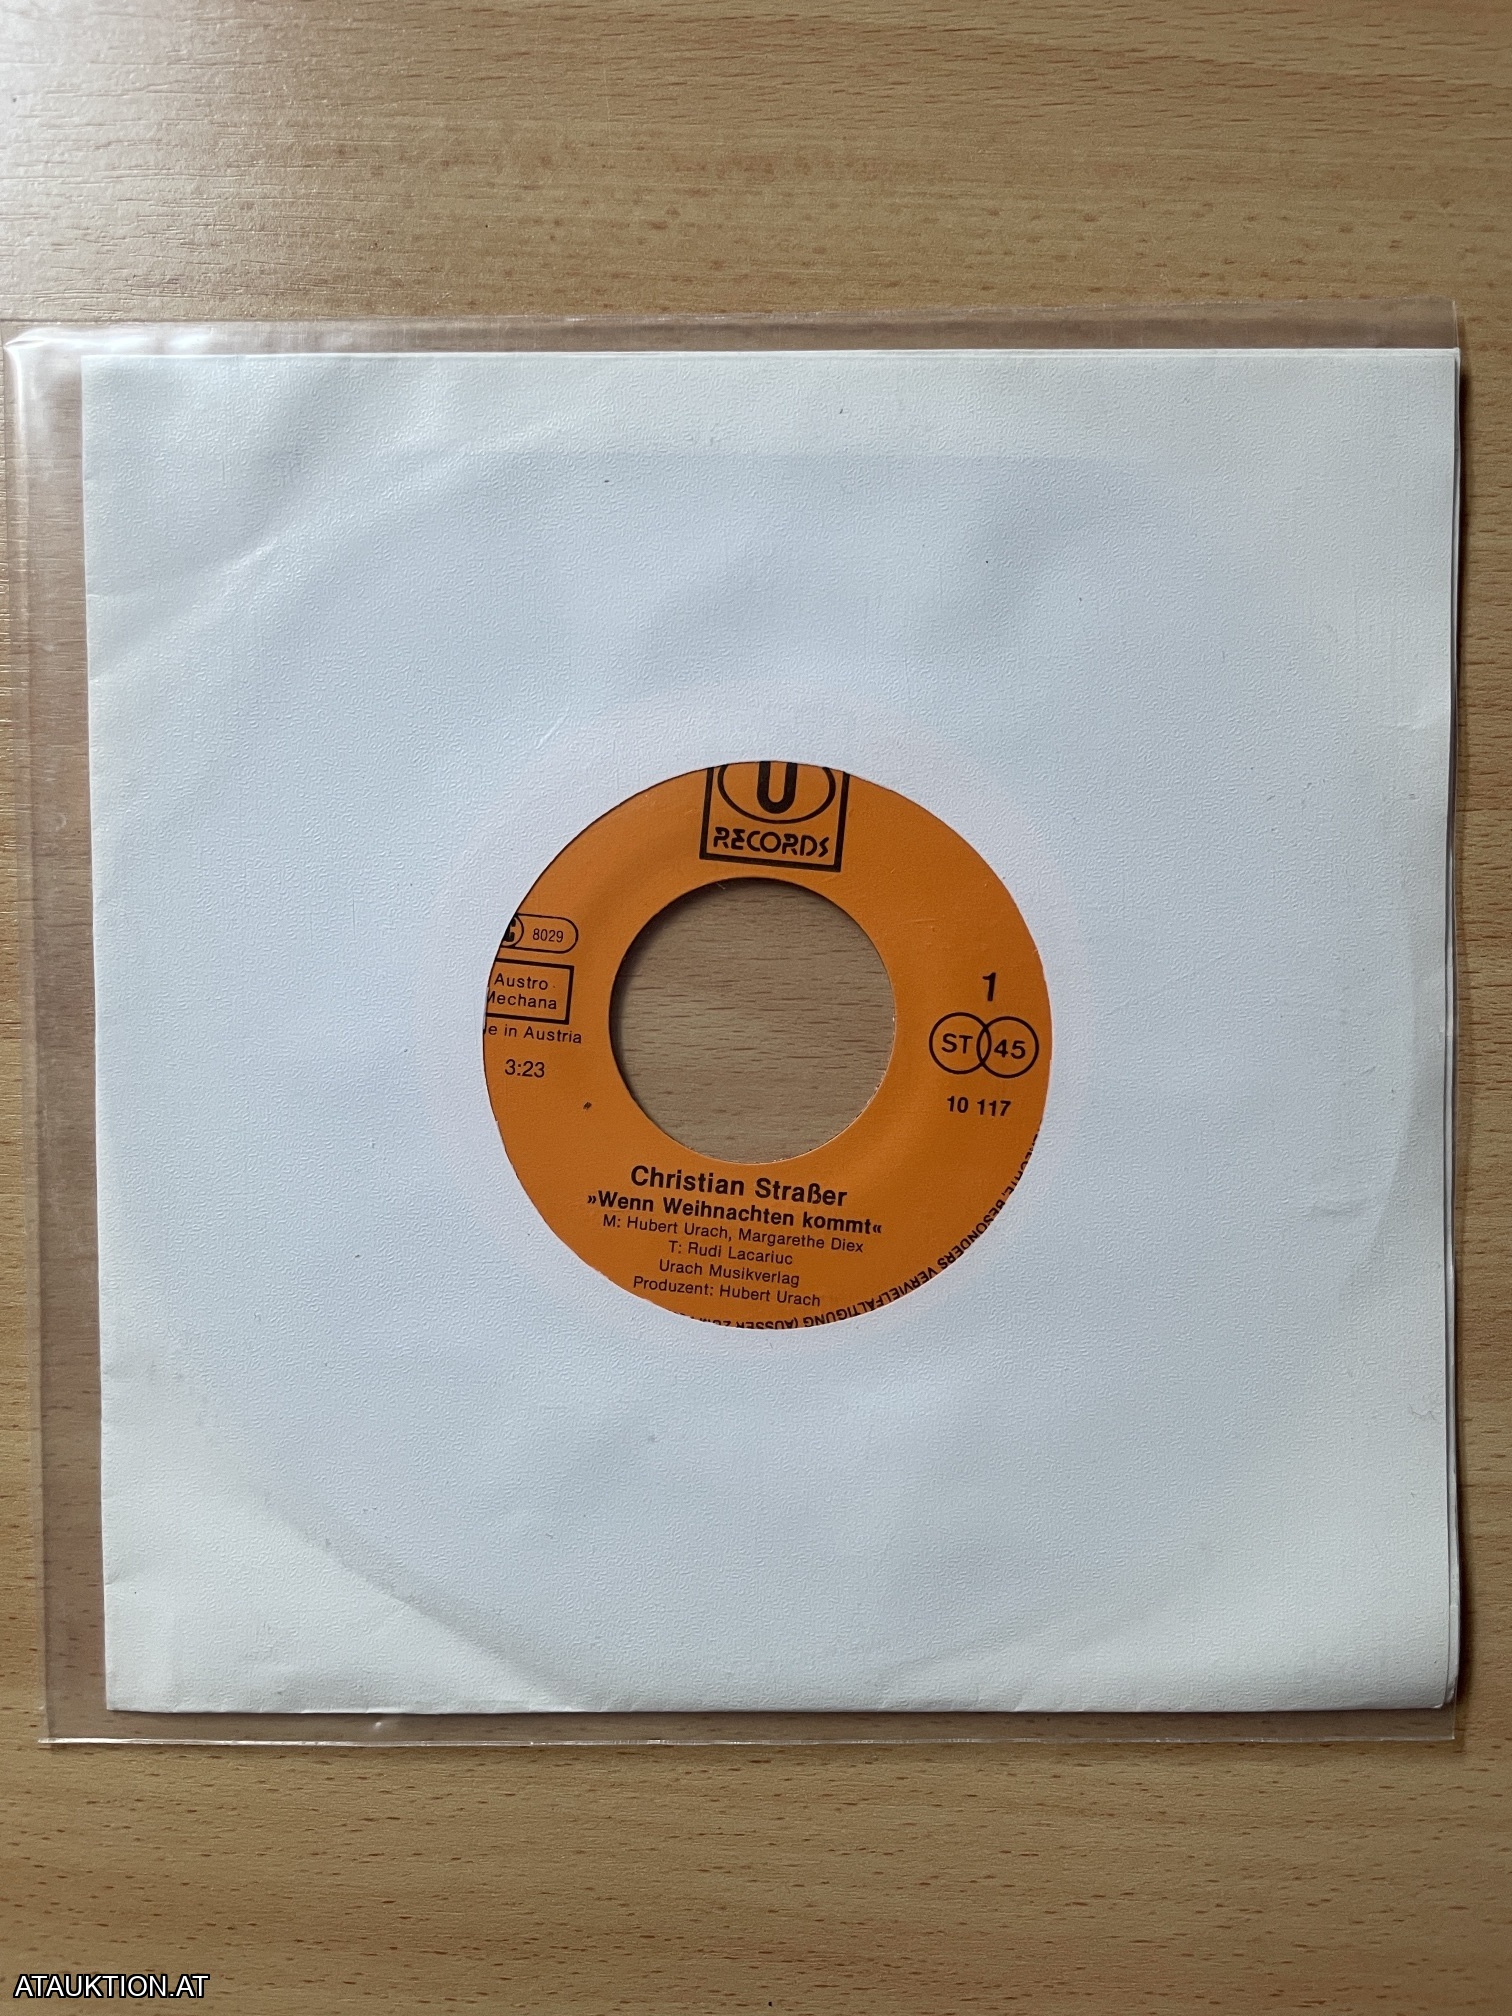 U
RECORDS
8029
Austro
Mechana
in Austria
3:23
1
ST 45
10 117
Christian Straßer
»Wenn Weihnachten kommt«
M: Hubert Urach, Margarethe Diex
T: Rudi Lacariuc
Urach Musikverlag
Produzent: Hubert Urach
BESONDERS VERVIELFÄLTIGUNG (AUSSER
ATAUKTION.AT